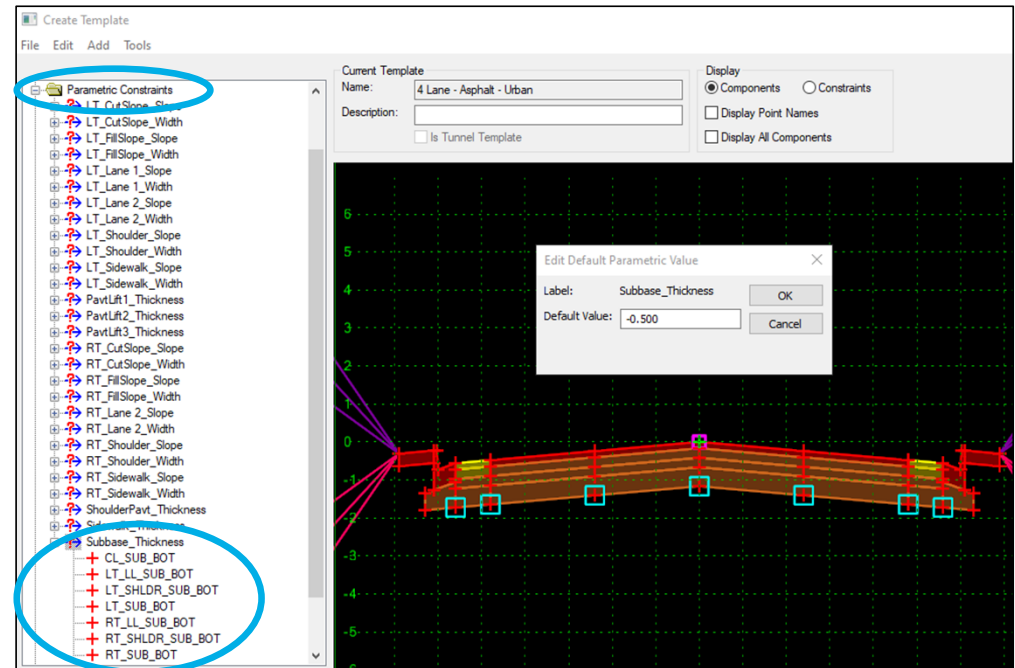 Create Template
File Edit Add Tools
Parametric Constraints
LT_CutSlope_Slope
LT_CutSlope_Width
LT_FillSlope_Slope
LT_FillSlope_Width
LT_Lane 1_Slope
LT_Lane 1_Width
LT_Lane 2_Slope
LT_Lane 2_Width
LT_Shoulder_Slope
LT_Shoulder_Width
LT_Sidewalk_Slope
LT_Sidewalk_Width
PavtLift1_Thickness
PavtLift2_Thickness
PavtLift3_Thickness
RT_CutSlope_Slope
RT_CutSlope_Width
RT_FillSlope_Slope
RT_FillSlope_Width
RT_Lane 2_Slope
RT_Lane 2_Width
RT_Shoulder_Slope
RT_Shoulder_Width
RT_Sidewalk_Slope
RT_Sidewalk_Width
ShoulderPavt_Thickness
Sidewalk_Thickness
Subbase_Thickness
CL_SUB_BOT
LT_LL_SUB_BOT
LT_SHLDR_SUB_BOT
LT_SUB_BOT
RT_LL_SUB_BOT
RT_SHLDR_SUB_BOT
RT_SUB_BOT
Current Template
Name: 4 Lane - Asphalt - Urban
Description:
Is Tunnel Template
Display
Components Constraints
Display Point Names
Display All Components
6
5
4
3
2
1
0
-1
-2
-3
-4
-5
Edit Default Parametric Value
Label: Subbase_Thickness OK
Default Value: -0.500 Cancel